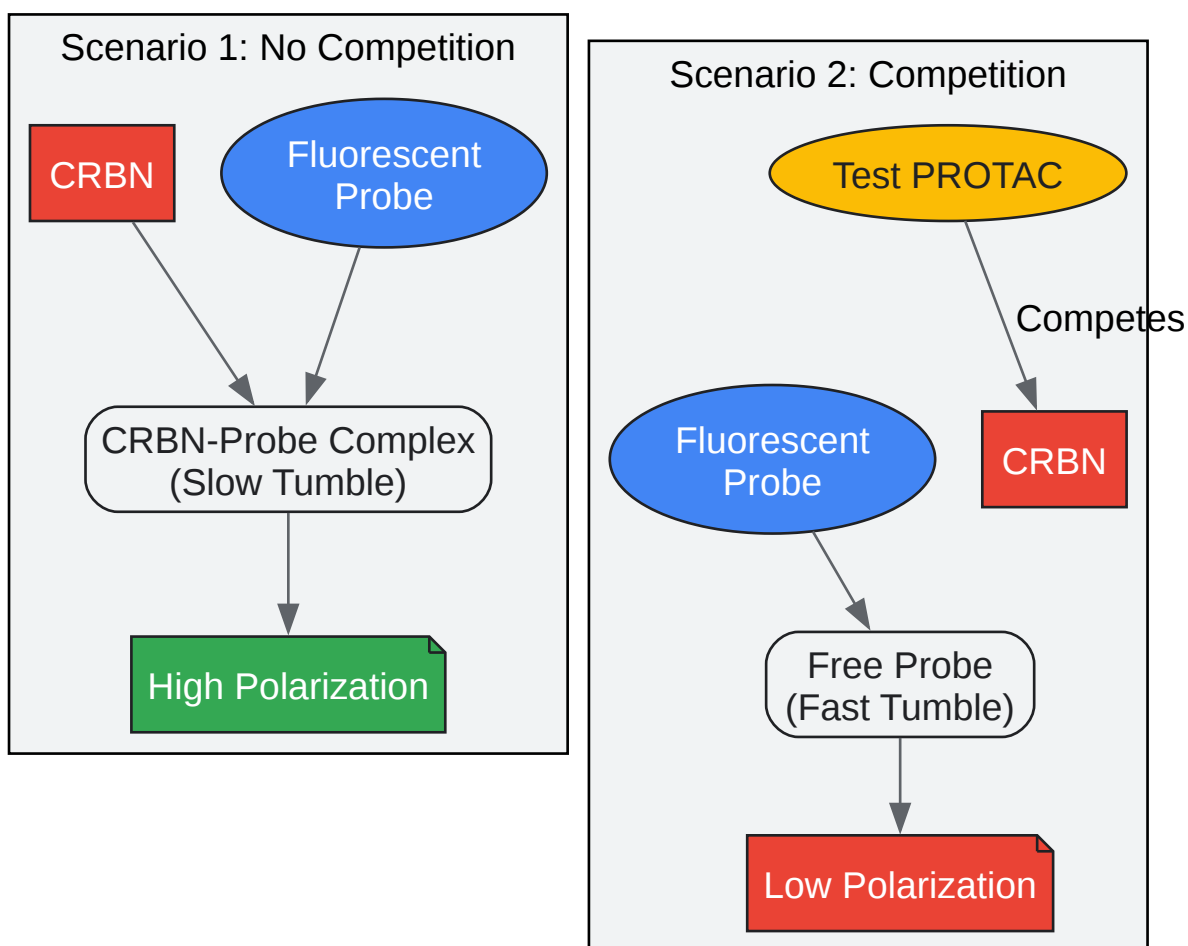 Scenario 1: No Competition
CRBN
Fluorescent
Probe
CRBN-Probe Complex
(Slow Tumble)
High Polarization
Scenario 2: Competition
Test PROTAC
Competes
Fluorescent
Probe
CRBN
Free Probe
(Fast Tumble)
Low Polarization